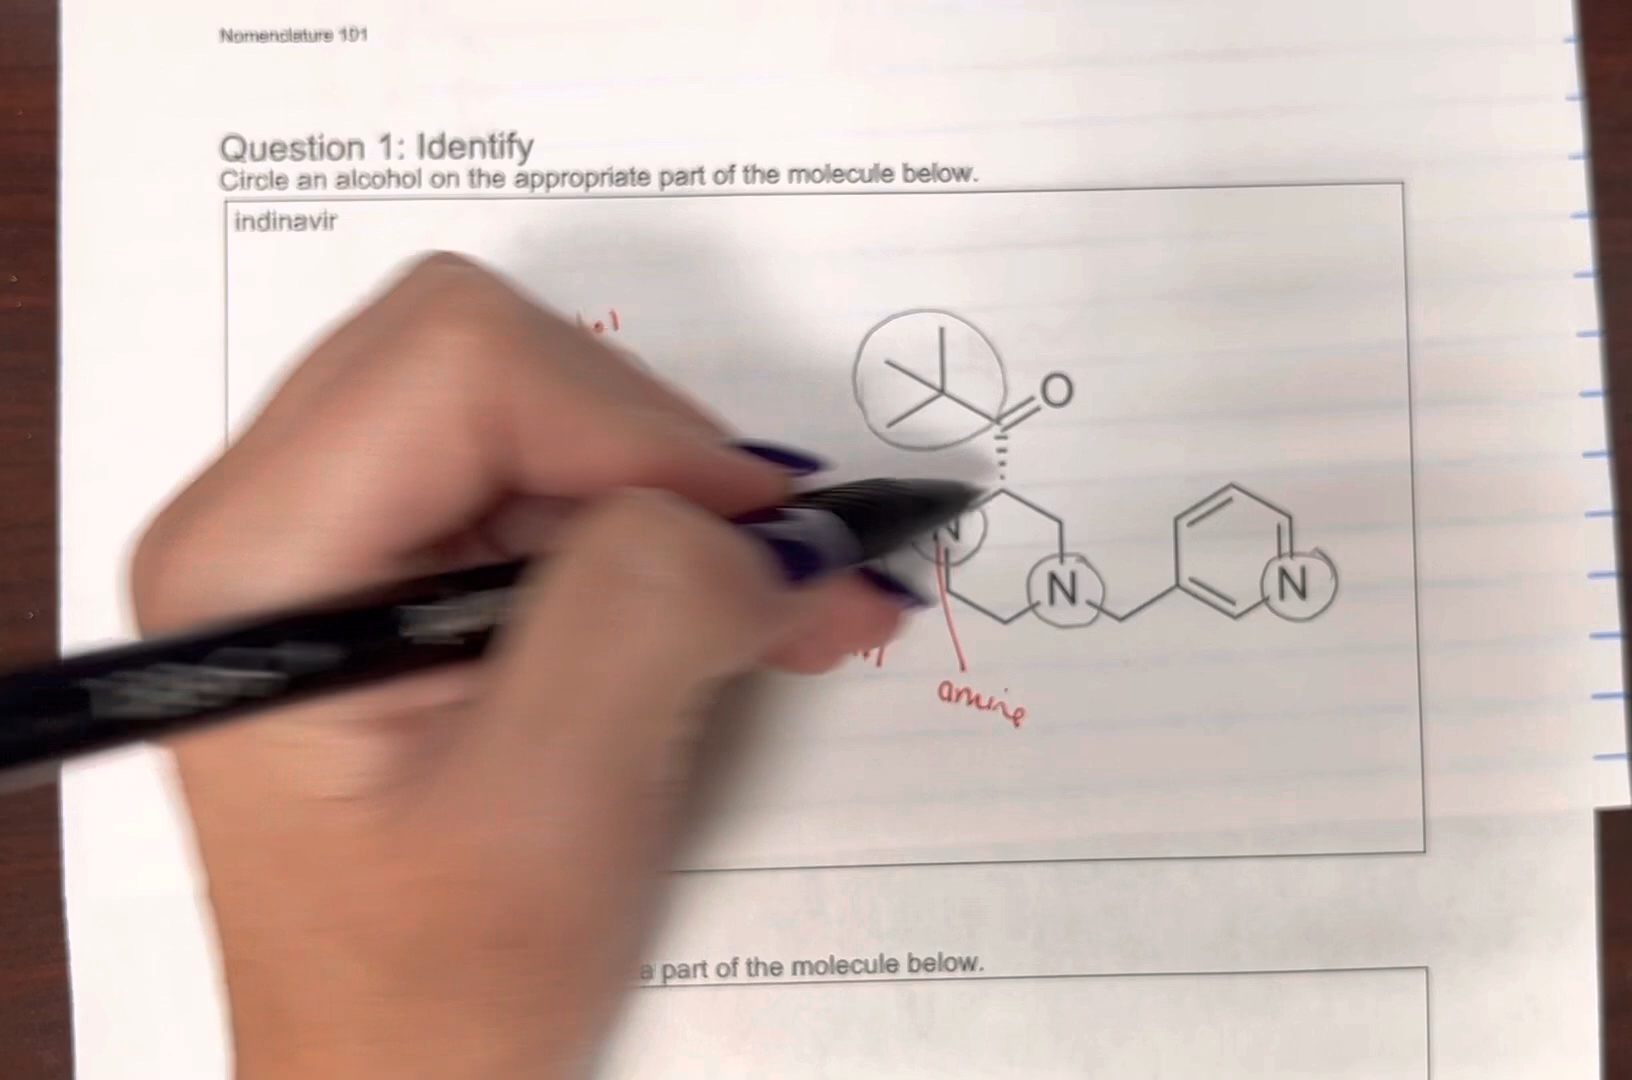 Nomenclature 101
Question 1: Identify
Circle an alcohol on the appropriate part of the molecule below.
indinavir
O
N
N
N
amine
part of the molecule below.